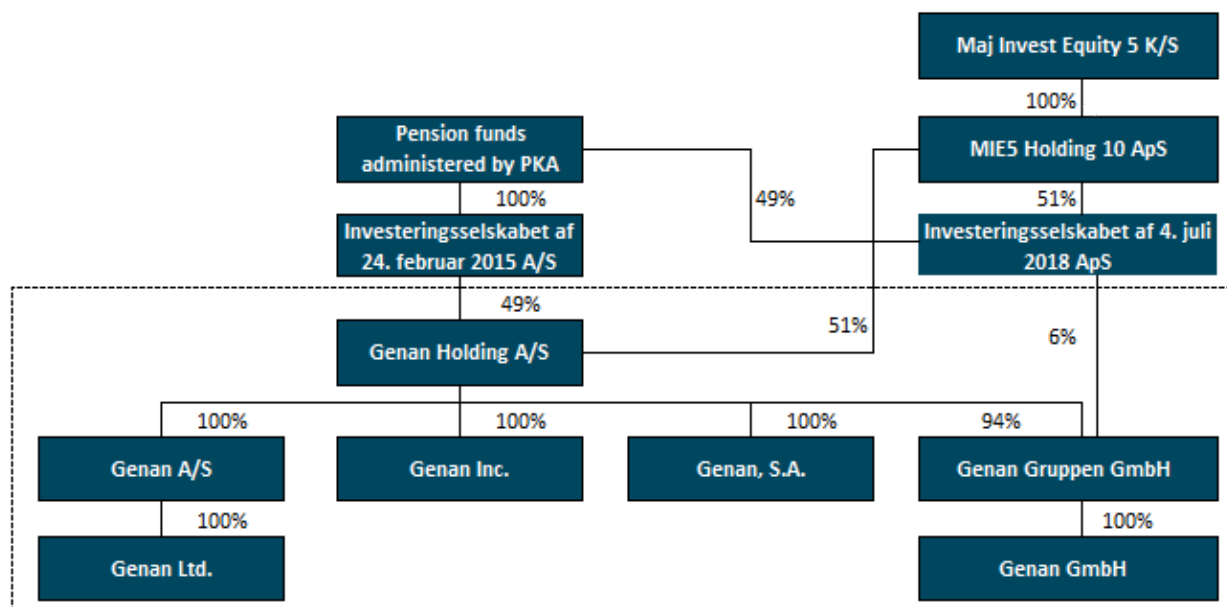 Maj Invest Equity 5 K/S
100%
Pension funds
administered by PKA
MIE5 Holding 10 ApS
100%
49%
51%
Investeringsselskabet af
24. februar 2015 A/S
Investeringsselskabet af 4. juli
2018 ApS
49%
51%
6%
Genan Holding A/S
100%
100%
100%
94%
Genan A/S
Genan Inc.
Genan, S.A.
Genan Gruppen GmbH
100%
100%
Genan Ltd.
Genan GmbH